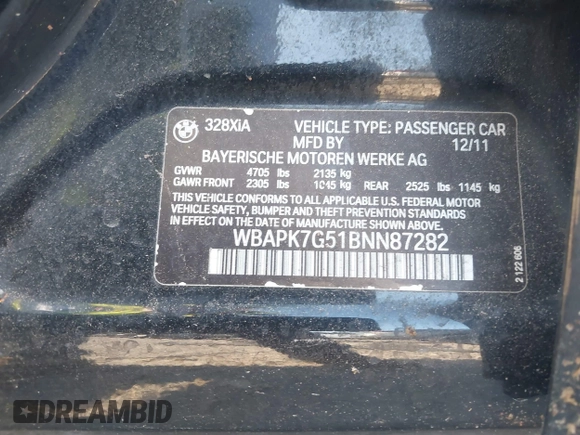 328XiA VEHICLE TYPE: PASSENGER CAR
MFD BY 12/11
BAYERISCHE MOTOREN WERKE AG
GVWR 4705 lbs 2135 kg
GAWR FRONT 2305 lbs 1045 kg REAR 2525 lbs 1145 kg
THIS VEHICLE CONFORMS TO ALL APPLICABLE U.S. FEDERAL MOTOR
VEHICLE SAFETY, BUMPER AND THEFT PREVENTION STANDARDS
IN EFFECT ON THE DATE OF MANUFACTURE SHOWN ABOVE.
WBAPK7G51BNN87282
2 122 606
DREAMBID